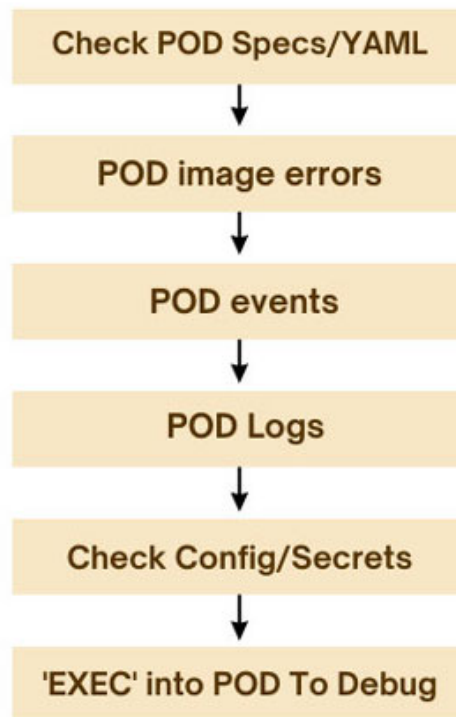 Check POD Specs/YAML
POD image errors
POD events
POD Logs
Check Config/Secrets
'EXEC' into POD To Debug